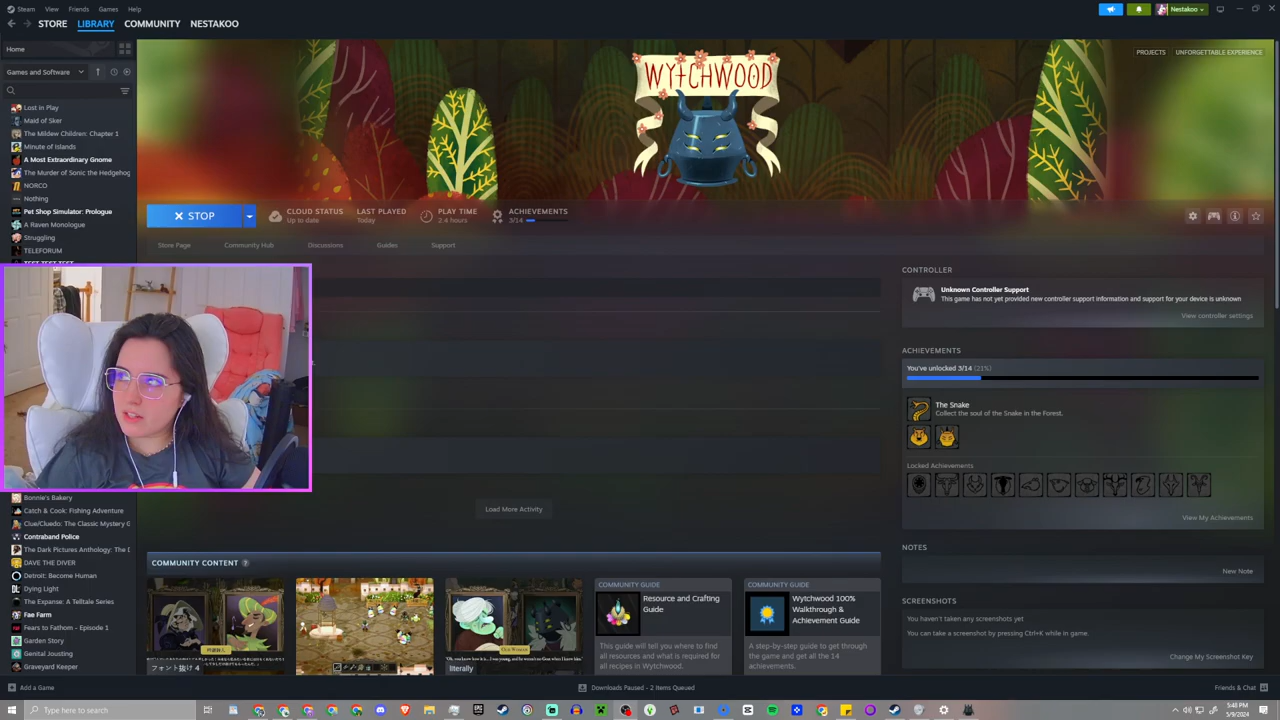 Steam View Friends Games Help
Nestakoo
STORE LIBRARY COMMUNITY NESTAKOO
Home
Games and Software
Lost in Play
Maid of Sker
The Mildew Children: Chapter 1
Minute of Islands
A Most Extraordinary Gnome
The Murder of Sonic the Hedgehog
NORCO
Nothing
Pet Shop Simulator: Prologue
A Raven Monologue
Struggling
TELEFORUM
Bonnie's Bakery
Catch & Cook: Fishing Adventure
Clue/Cluedo: The Classic Mystery G
Contraband Police
The Dark Pictures Anthology: The D
DAVE THE DIVER
Detroit: Become Human
Dying Light
The Expanse: A Telltale Series
Fae Farm
Fears to Fathom - Episode 1
Garden Story
Genital Jousting
Graveyard Keeper
PROJECTS UNFORGETTABLE EXPERIENCE
WYTCHWOOD
STOP
CLOUD STATUS
Up to date
LAST PLAYED
Today
PLAY TIME
2.4 hours
ACHIEVEMENTS
3/14
Store Page Community Hub Discussions Guides Support
Load More Activity
COMMUNITY CONTENT ?
フォント抜け 4
literally
COMMUNITY GUIDE
Resource and Crafting
Guide
This guide will tell you where to find
all resources and what is required for
all recipes in Wytchwood.
COMMUNITY GUIDE
Wytchwood 100%
Walkthrough &
Achievement Guide
A step-by-step guide to get through
the game and get all the 14
achievements.
CONTROLLER
Unknown Controller Support
This game has not yet provided new controller support information and support for your device is unknown
View controller settings
ACHIEVEMENTS
You've unlocked 3/14 (21%)
The Snake
Collect the soul of the Snake in the Forest.
Locked Achievements
View My Achievements
NOTES
New Note
SCREENSHOTS
You haven't taken any screenshots yet
You can take a screenshot by pressing Ctrl+K while in game.
Change My Screenshot Key
Add a Game
Downloads Paused - 2 Items Queued
Friends & Chat
Type here to search
5:48 PM
5/9/2024